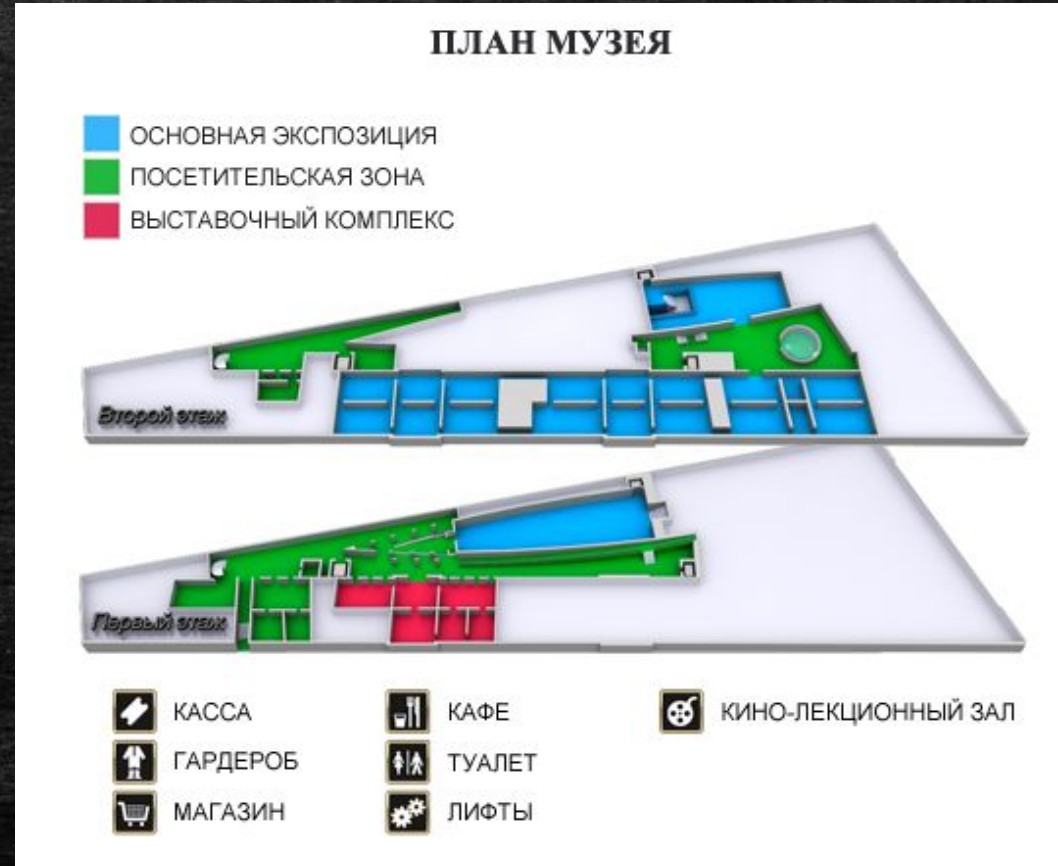 ПЛАН МУЗЕЯ
ОСНОВНАЯ ЭКСПОЗИЦИЯ
ПОСЕТИТЕЛЬСКАЯ ЗОНА
ВЫСТАВОЧНЫЙ КОМПЛЕКС
Второй этаж
Первый этаж
КАССА
ГАРДЕРОБ
МАГАЗИН
КАФЕ
ТУАЛЕТ
ЛИФТЫ
КИНО-ЛЕКЦИОННЫЙ ЗАЛ